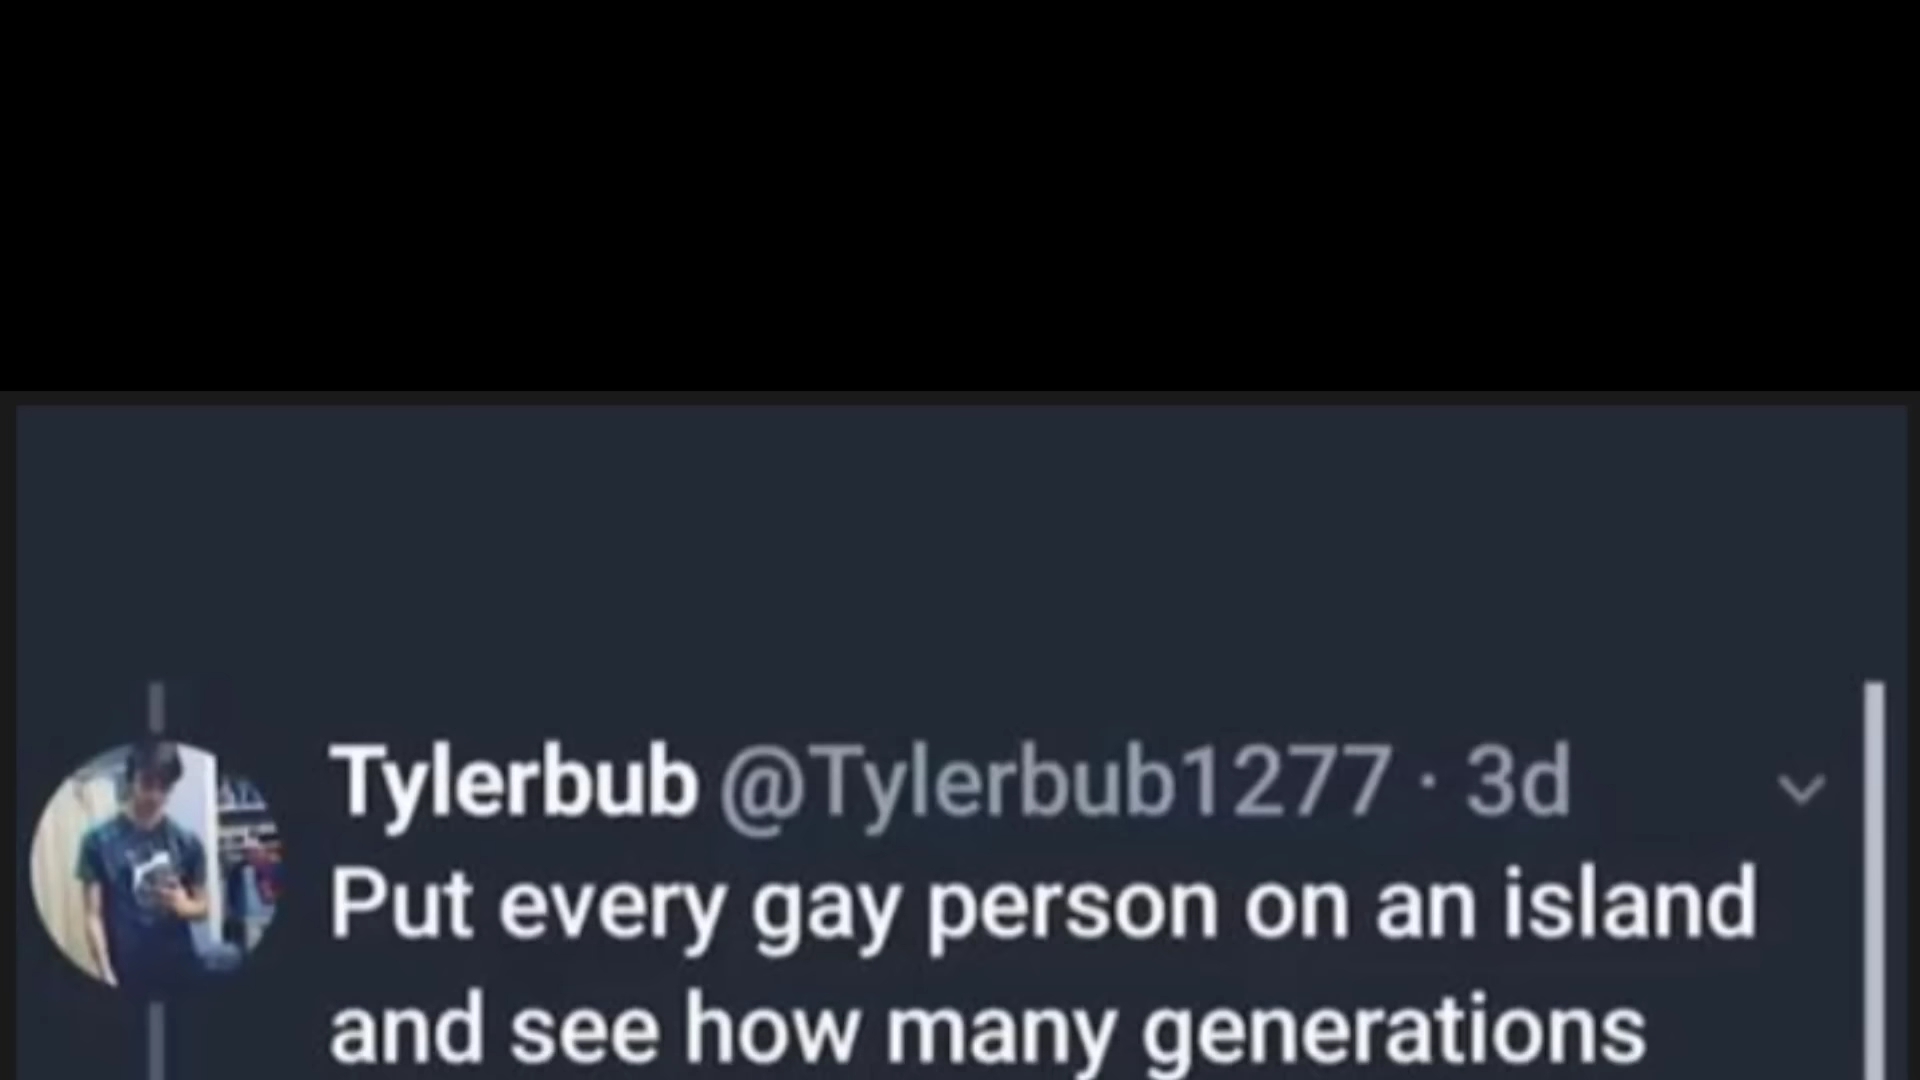 Tylerbub @Tylerbub1277 · 3d
Put every gay person on an island
and see how many generations